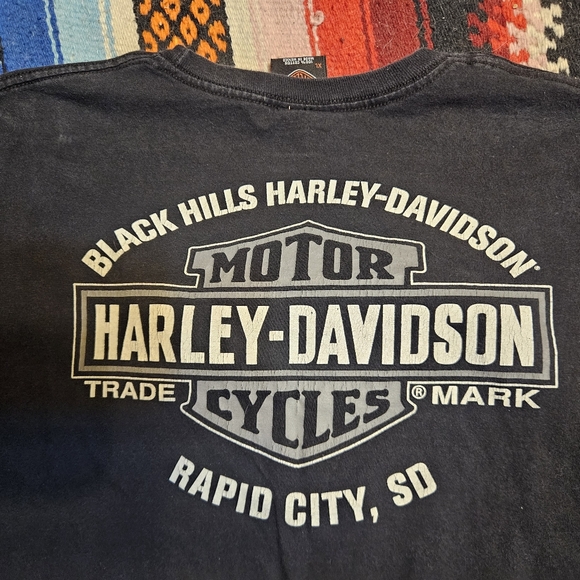 BLACK HILLS HARLEY-DAVIDSON®
MOTOR
HARLEY-DAVIDSON
TRADE ® MARK
CYCLES
RAPID CITY, SD